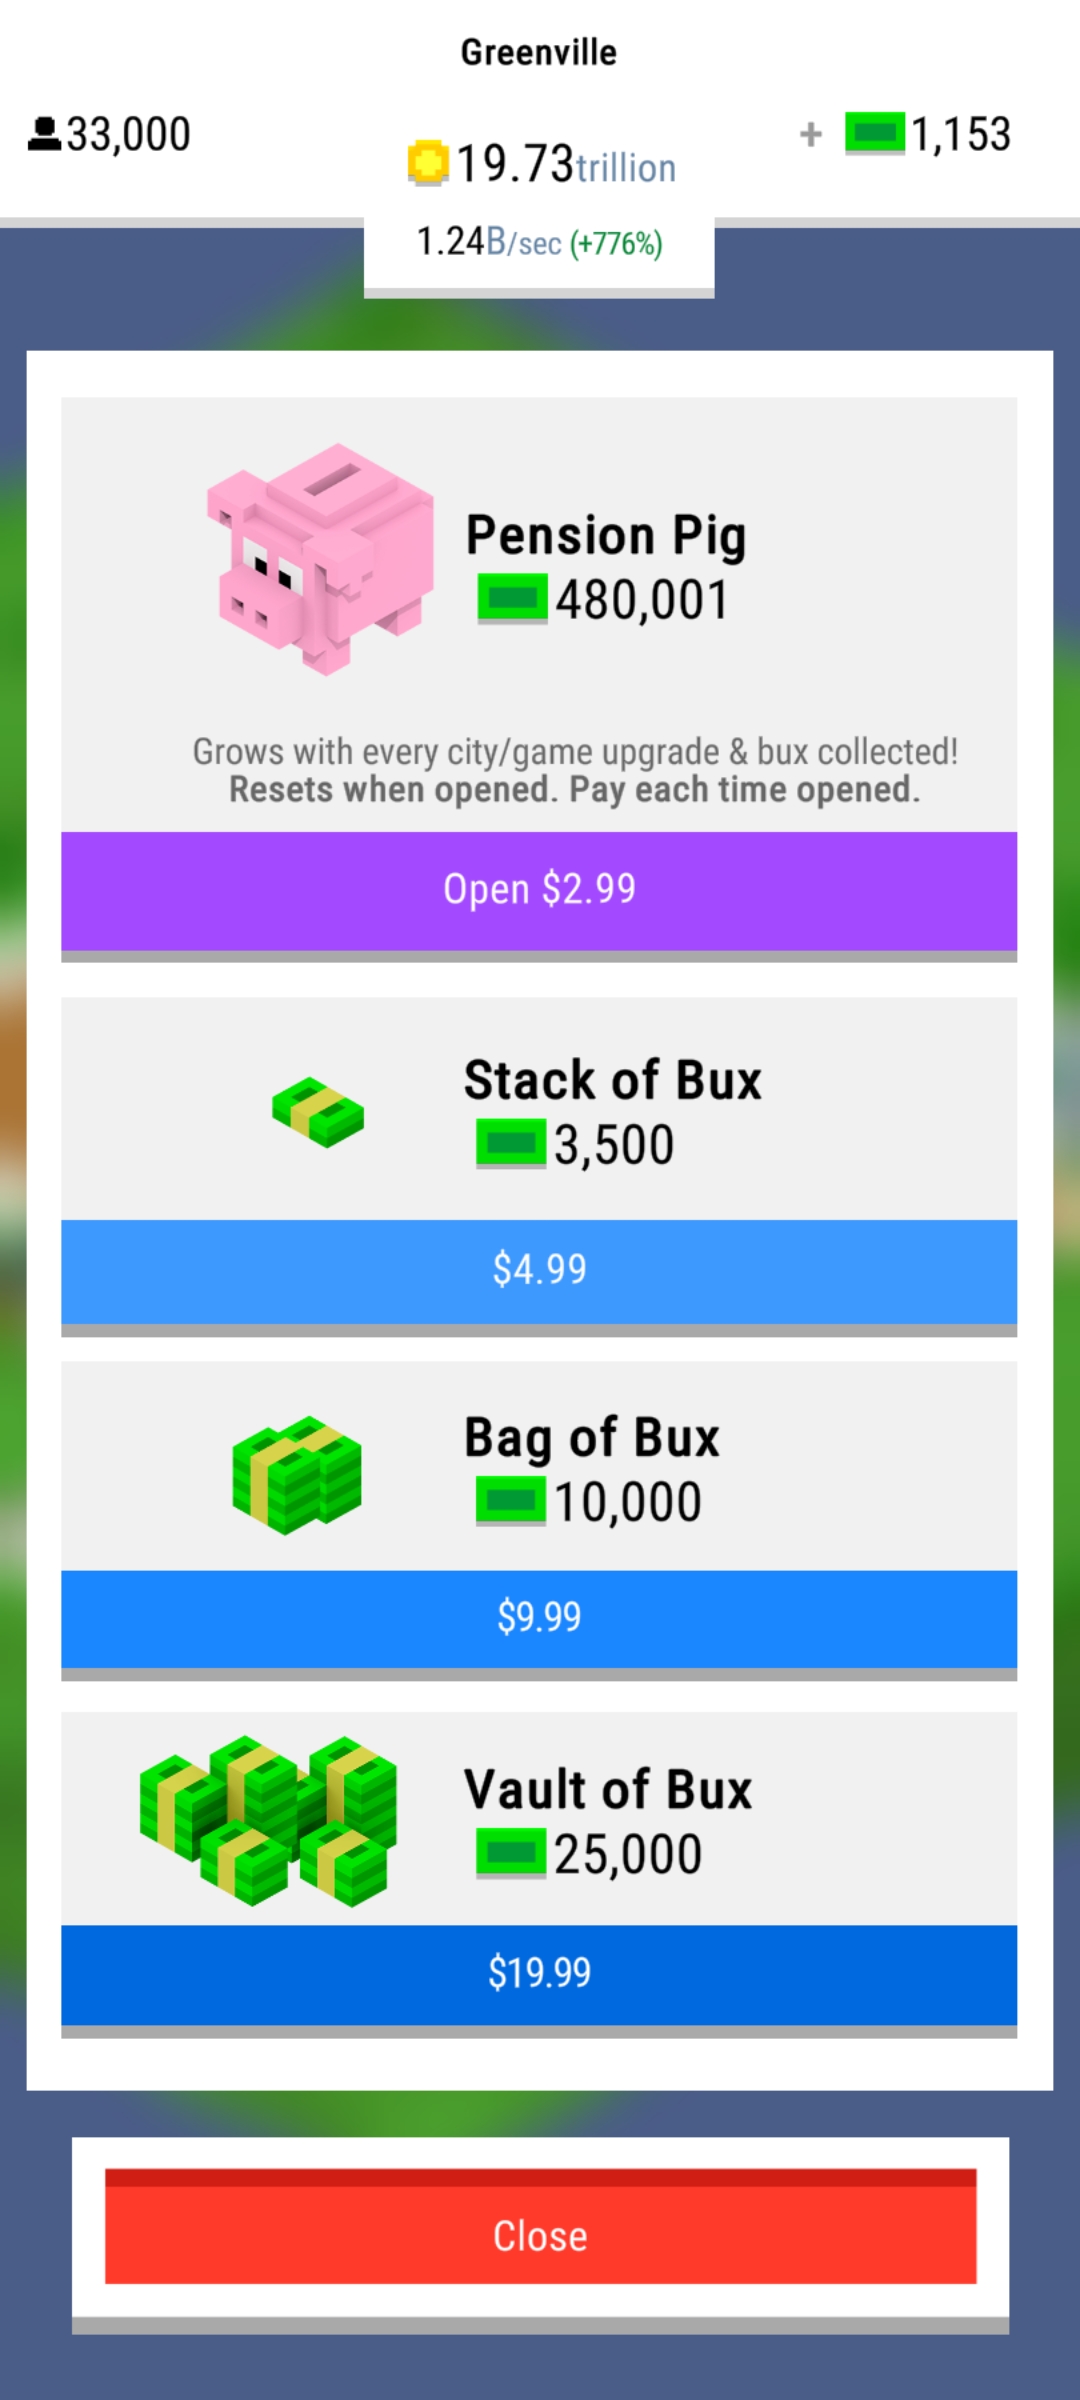 Greenville
33,000
+ 1,153
19.73trillion
1.24B/sec (+776%)
Pension Pig
480,001
Grows with every city/game upgrade & bux collected!
Resets when opened. Pay each time opened.
Open $2.99
Stack of Bux
3,500
$4.99
Bag of Bux
10,000
$9.99
Vault of Bux
25,000
$19.99
Close